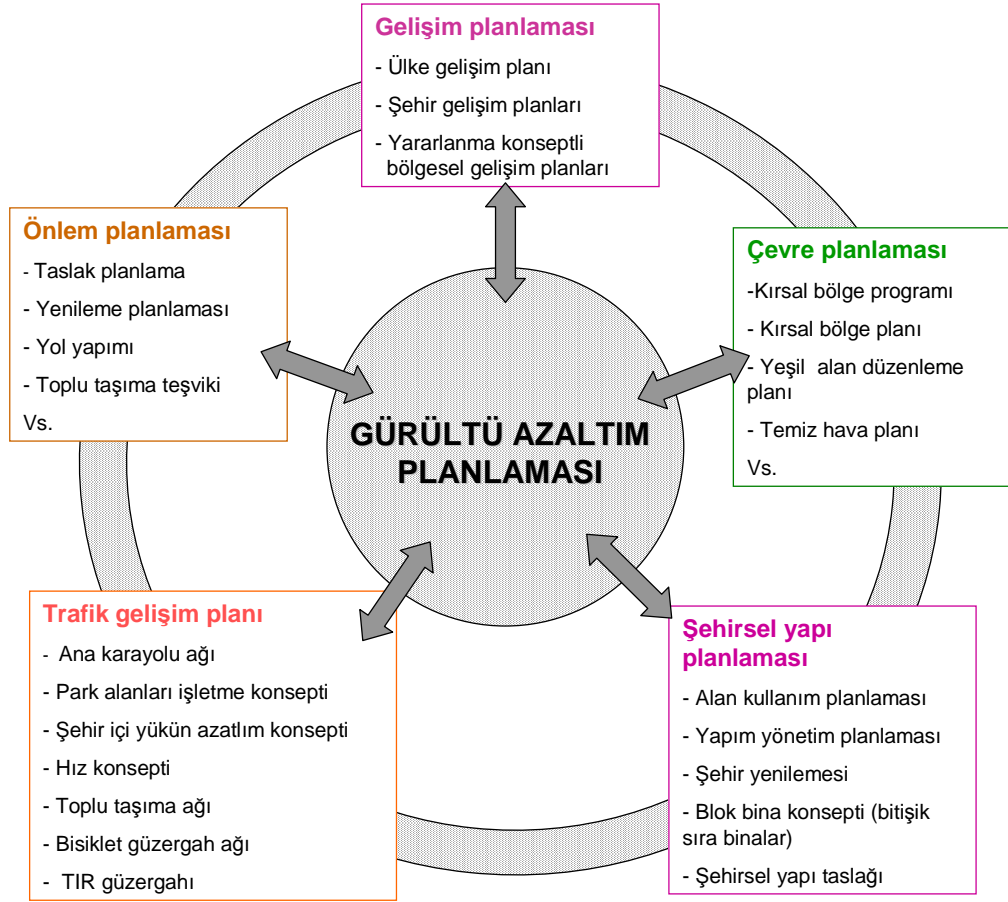 Gelişim planlaması
- Ülke gelişim planı
- Şehir gelişim planları
- Yararlanma konseptli
bölgesel gelişim planları
Önlem planlaması
- Taslak planlama
- Yenileme planlaması
- Yol yapımı
- Toplu taşıma teşviki
Vs.
Çevre planlaması
-Kırsal bölge programı
- Kırsal bölge planı
- Yeşil alan düzenleme
planı
- Temiz hava planı
Vs.
GÜRÜLTÜ AZALTIM
PLANLAMASI
Trafik gelişim planı
- Ana karayolu ağı
- Park alanları işletme konsepti
- Şehir içi yükün azatlım konsepti
- Hız konsepti
- Toplu taşıma ağı
- Bisiklet güzergah ağı
- TIR güzergahı
Şehirsel yapı
planlaması
- Alan kullanım planlaması
- Yapım yönetim planlaması
- Şehir yenilemesi
- Blok bina konsepti (bitişik
sıra binalar)
- Şehirsel yapı taslağı